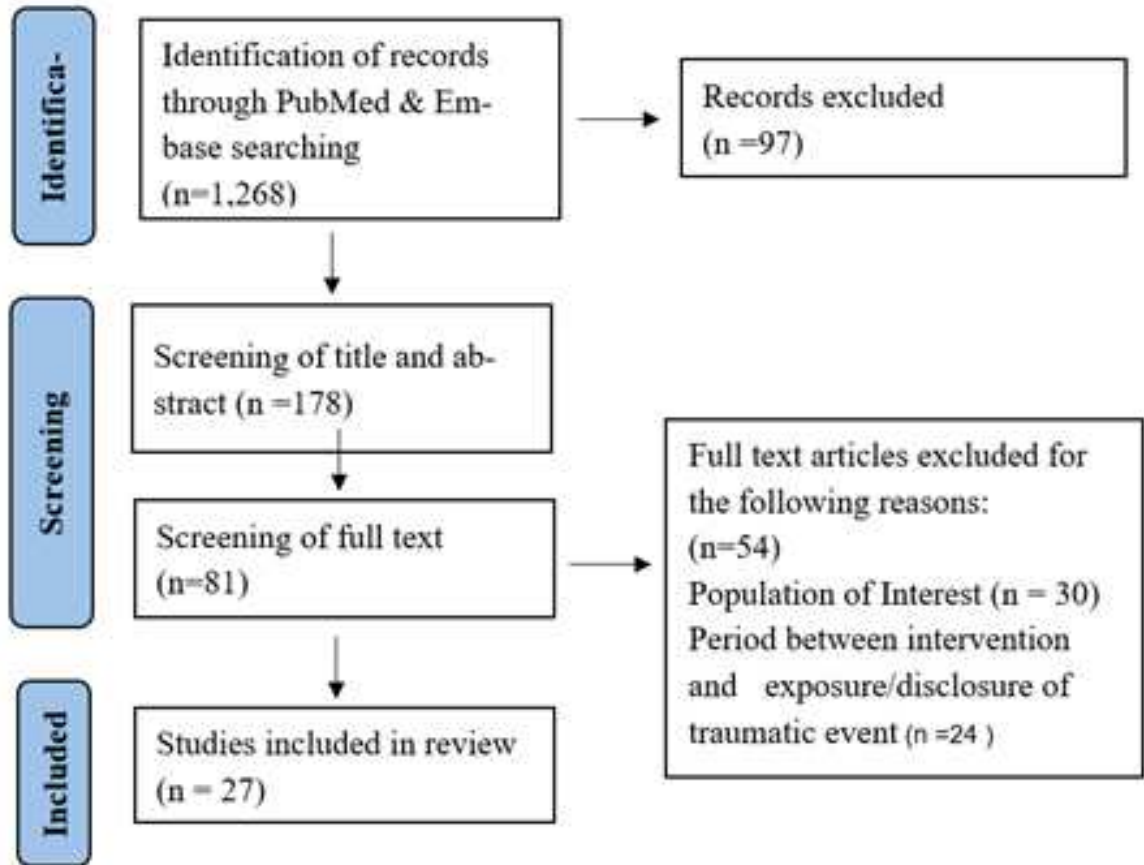 Identifica-
Identification of records
through PubMed & Em-
base searching
(n=1,268)
Records excluded
(n =97)
Screening
Screening of title and ab-
stract (n =178)
Screening of full text
(n=81)
Full text articles excluded for
the following reasons:
(n=54)
Population of Interest (n = 30)
Period between intervention
and exposure/disclosure of
traumatic event (n =24 )
Included
Studies included in review
(n = 27)